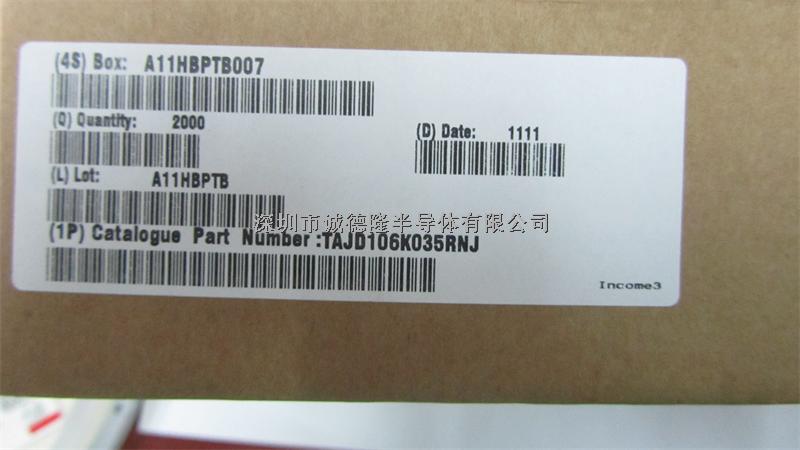 (4S) Box: A11HBPTB007
(Q) Quantity: 2000
(D) Date: 1111
(L) Lot: A11HBPTB
深圳市诚德隆半导体有限公司
(1P) Catalogue Part Number :TAJD106K035RNJ
Income3